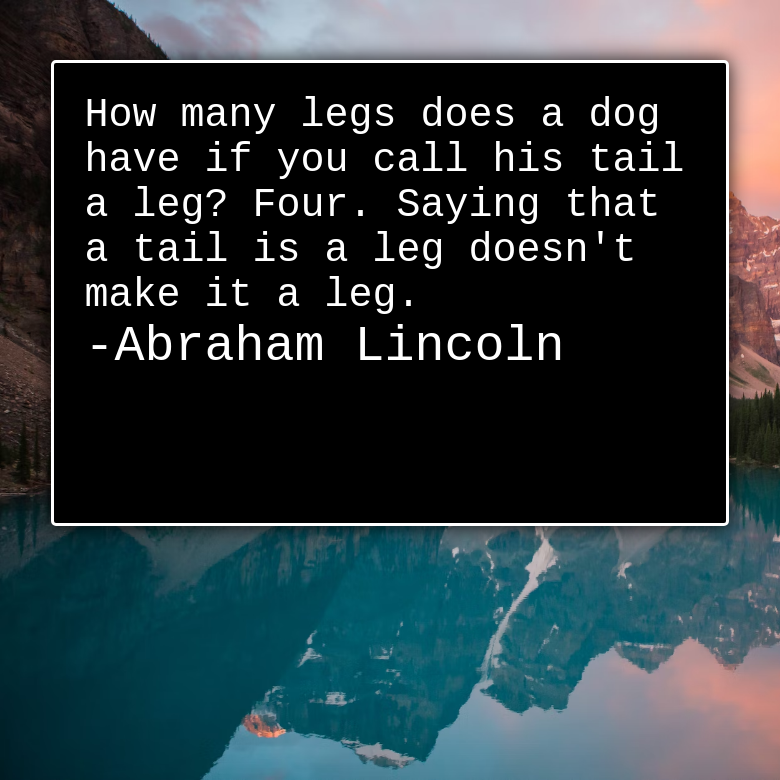 How many legs does a dog
have if you call his tail
a leg? Four. Saying that
a tail is a leg doesn't
make it a leg.
-Abraham Lincoln